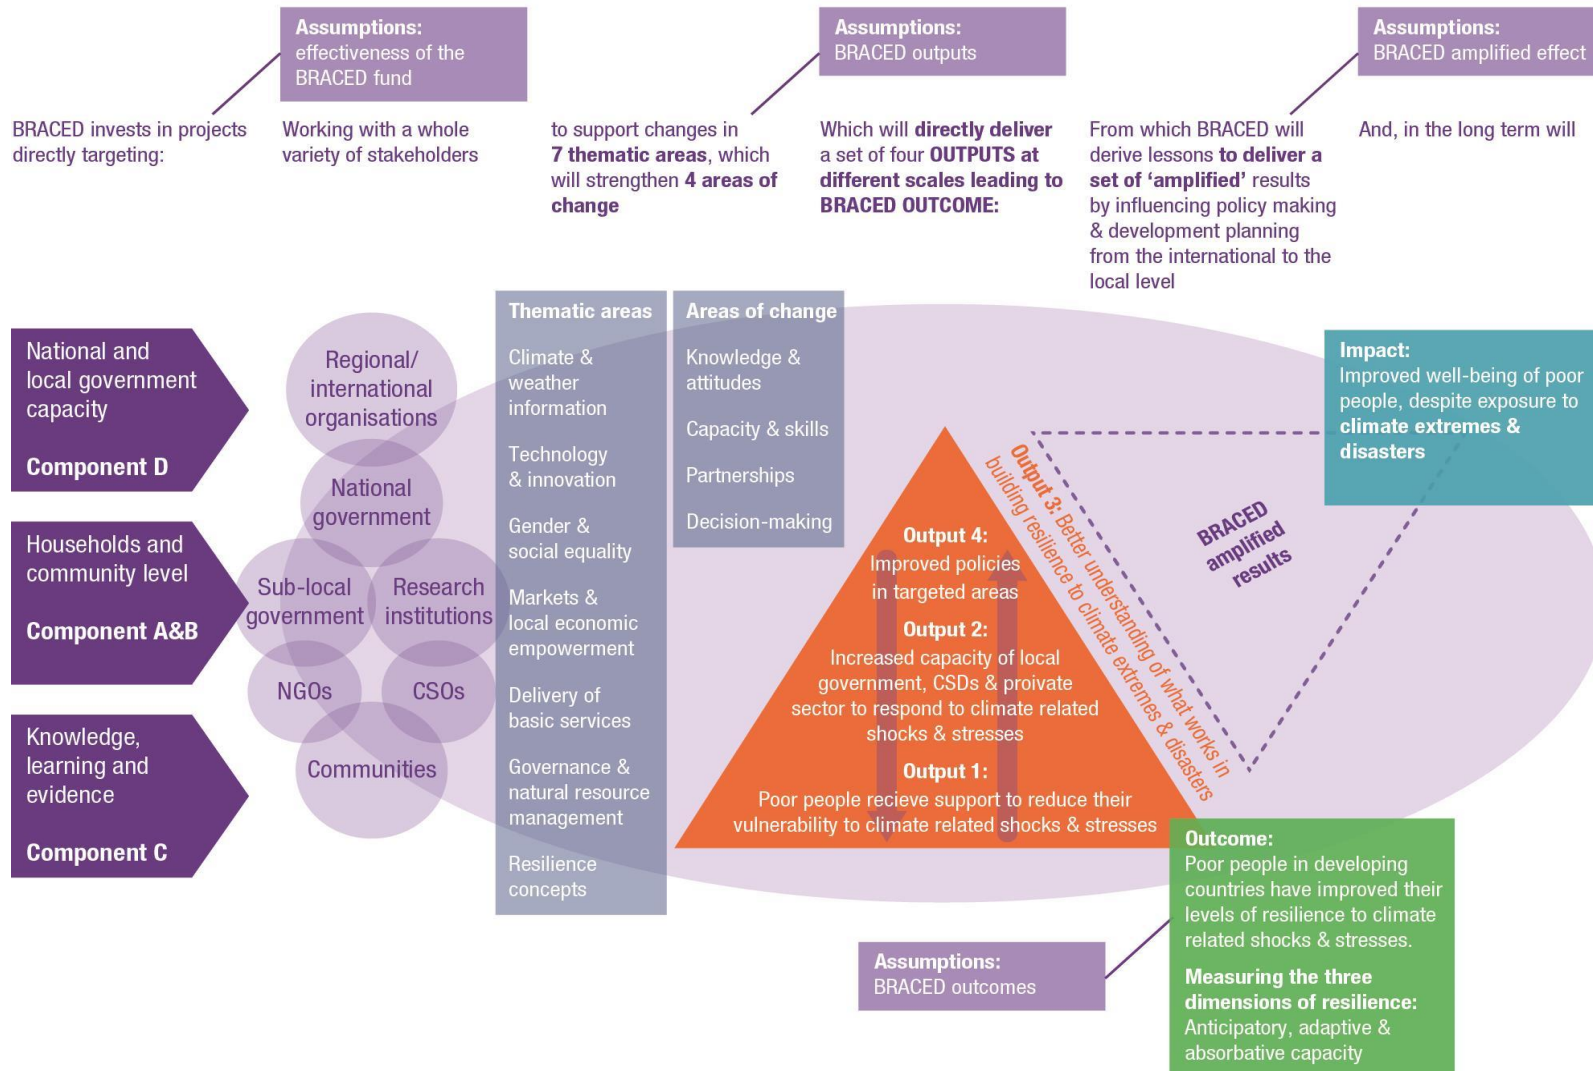 Assumptions:
effectiveness of the
BRACED fund
Assumptions:
BRACED outputs
Assumptions:
BRACED amplified effect
BRACED invests in projects
directly targeting:
Working with a whole
variety of stakeholders
to support changes in
7 thematic areas, which
will strengthen 4 areas of
change
Which will directly deliver
a set of four OUTPUTS at
different scales leading to
BRACED OUTCOME:
From which BRACED will
derive lessons to deliver a
set of ‘amplified’ results
by influencing policy making
& development planning
from the international to the
local level
And, in the long term will
National and
local government
capacity
Component D
Households and
community level
Component A&B
Knowledge,
learning and
evidence
Component C
Regional/
international
organisations
National
government
Sub-local
government
Research
institutions
NGOs
CSOs
Communities
Thematic areas
Climate &
weather
information
Technology
& innovation
Gender &
social equality
Markets &
local economic
empowerment
Delivery of
basic services
Governance &
natural resource
management
Resilience
concepts
Areas of change
Knowledge &
attitudes
Capacity & skills
Partnerships
Decision-making
Output 4:
Improved policies
in targeted areas
Output 2:
Increased capacity of local
government, CSDs & proivate
sector to respond to climate related
shocks & stresses
Output 1:
Poor people recieve support to reduce their
vulnerability to climate related shocks & stresses
Output 3: Better understanding of what works in
building resilience to climate extremes & disasters
BRACED
amplified
results
Impact:
Improved well-being of poor
people, despite exposure to
climate extremes &
disasters
Outcome:
Poor people in developing
countries have improved their
levels of resilience to climate
related shocks & stresses.
Measuring the three
dimensions of resilience:
Anticipatory, adaptive &
absorbative capacity
Assumptions:
BRACED outcomes